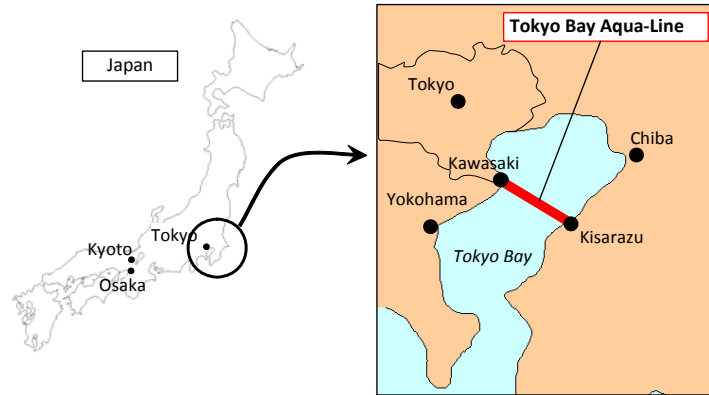 Japan
Tokyo
Kyoto
Osaka
Tokyo Bay Aqua-Line
Tokyo
Chiba
Kawasaki
Yokohama
Kisarazu
Tokyo Bay